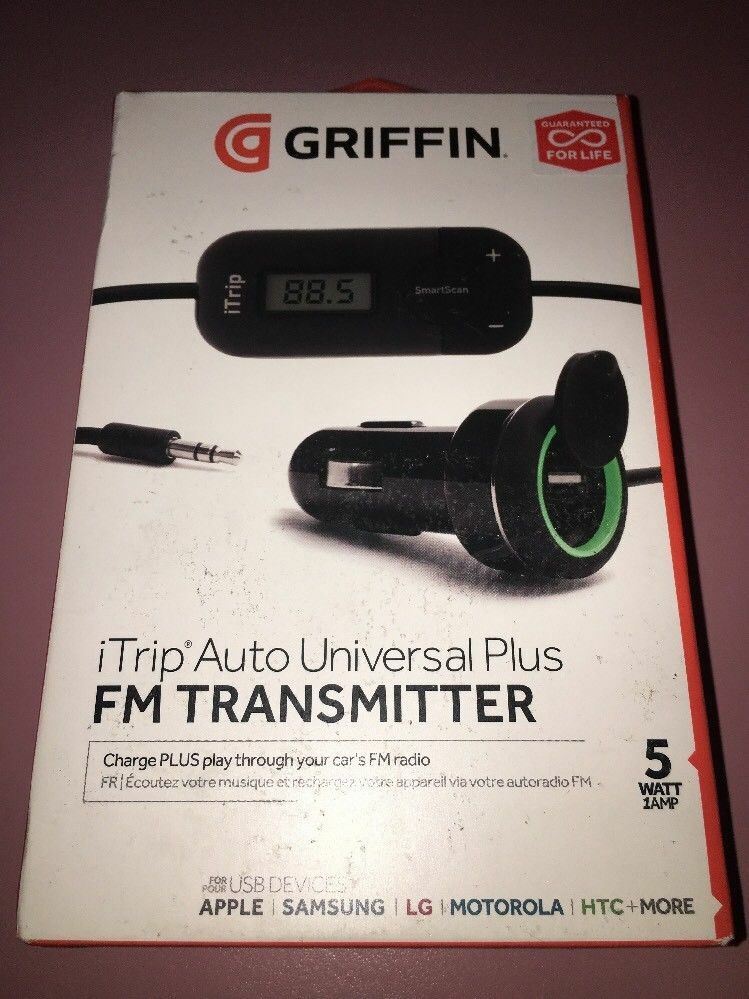 GRIFFIN.
GUARANTEED
FOR LIFE
iTrip
88.5
SmartScan
+
−
iTrip® Auto Universal Plus
FM TRANSMITTER
Charge PLUS play through your car's FM radio
FR | Écoutez votre musique et rechargez votre appareil via votre autoradio FM
5
WATT
1AMP
FOR
POUR USB DEVICES
APPLE | SAMSUNG | LG | MOTOROLA | HTC + MORE